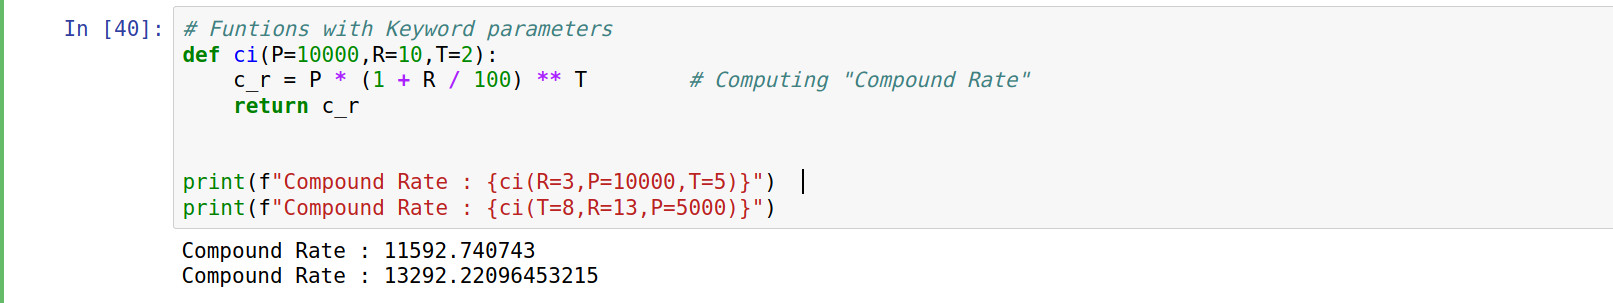 In [40]: # Funtions with Keyword parameters
def ci(P=10000,R=10,T=2):
    c_r = P * (1 + R / 100) ** T        # Computing "Compound Rate"
    return c_r
print(f"Compound Rate : {ci(R=3,P=10000,T=5)}")
print(f"Compound Rate : {ci(T=8,R=13,P=5000)}")
Compound Rate : 11592.740743
Compound Rate : 13292.22096453215